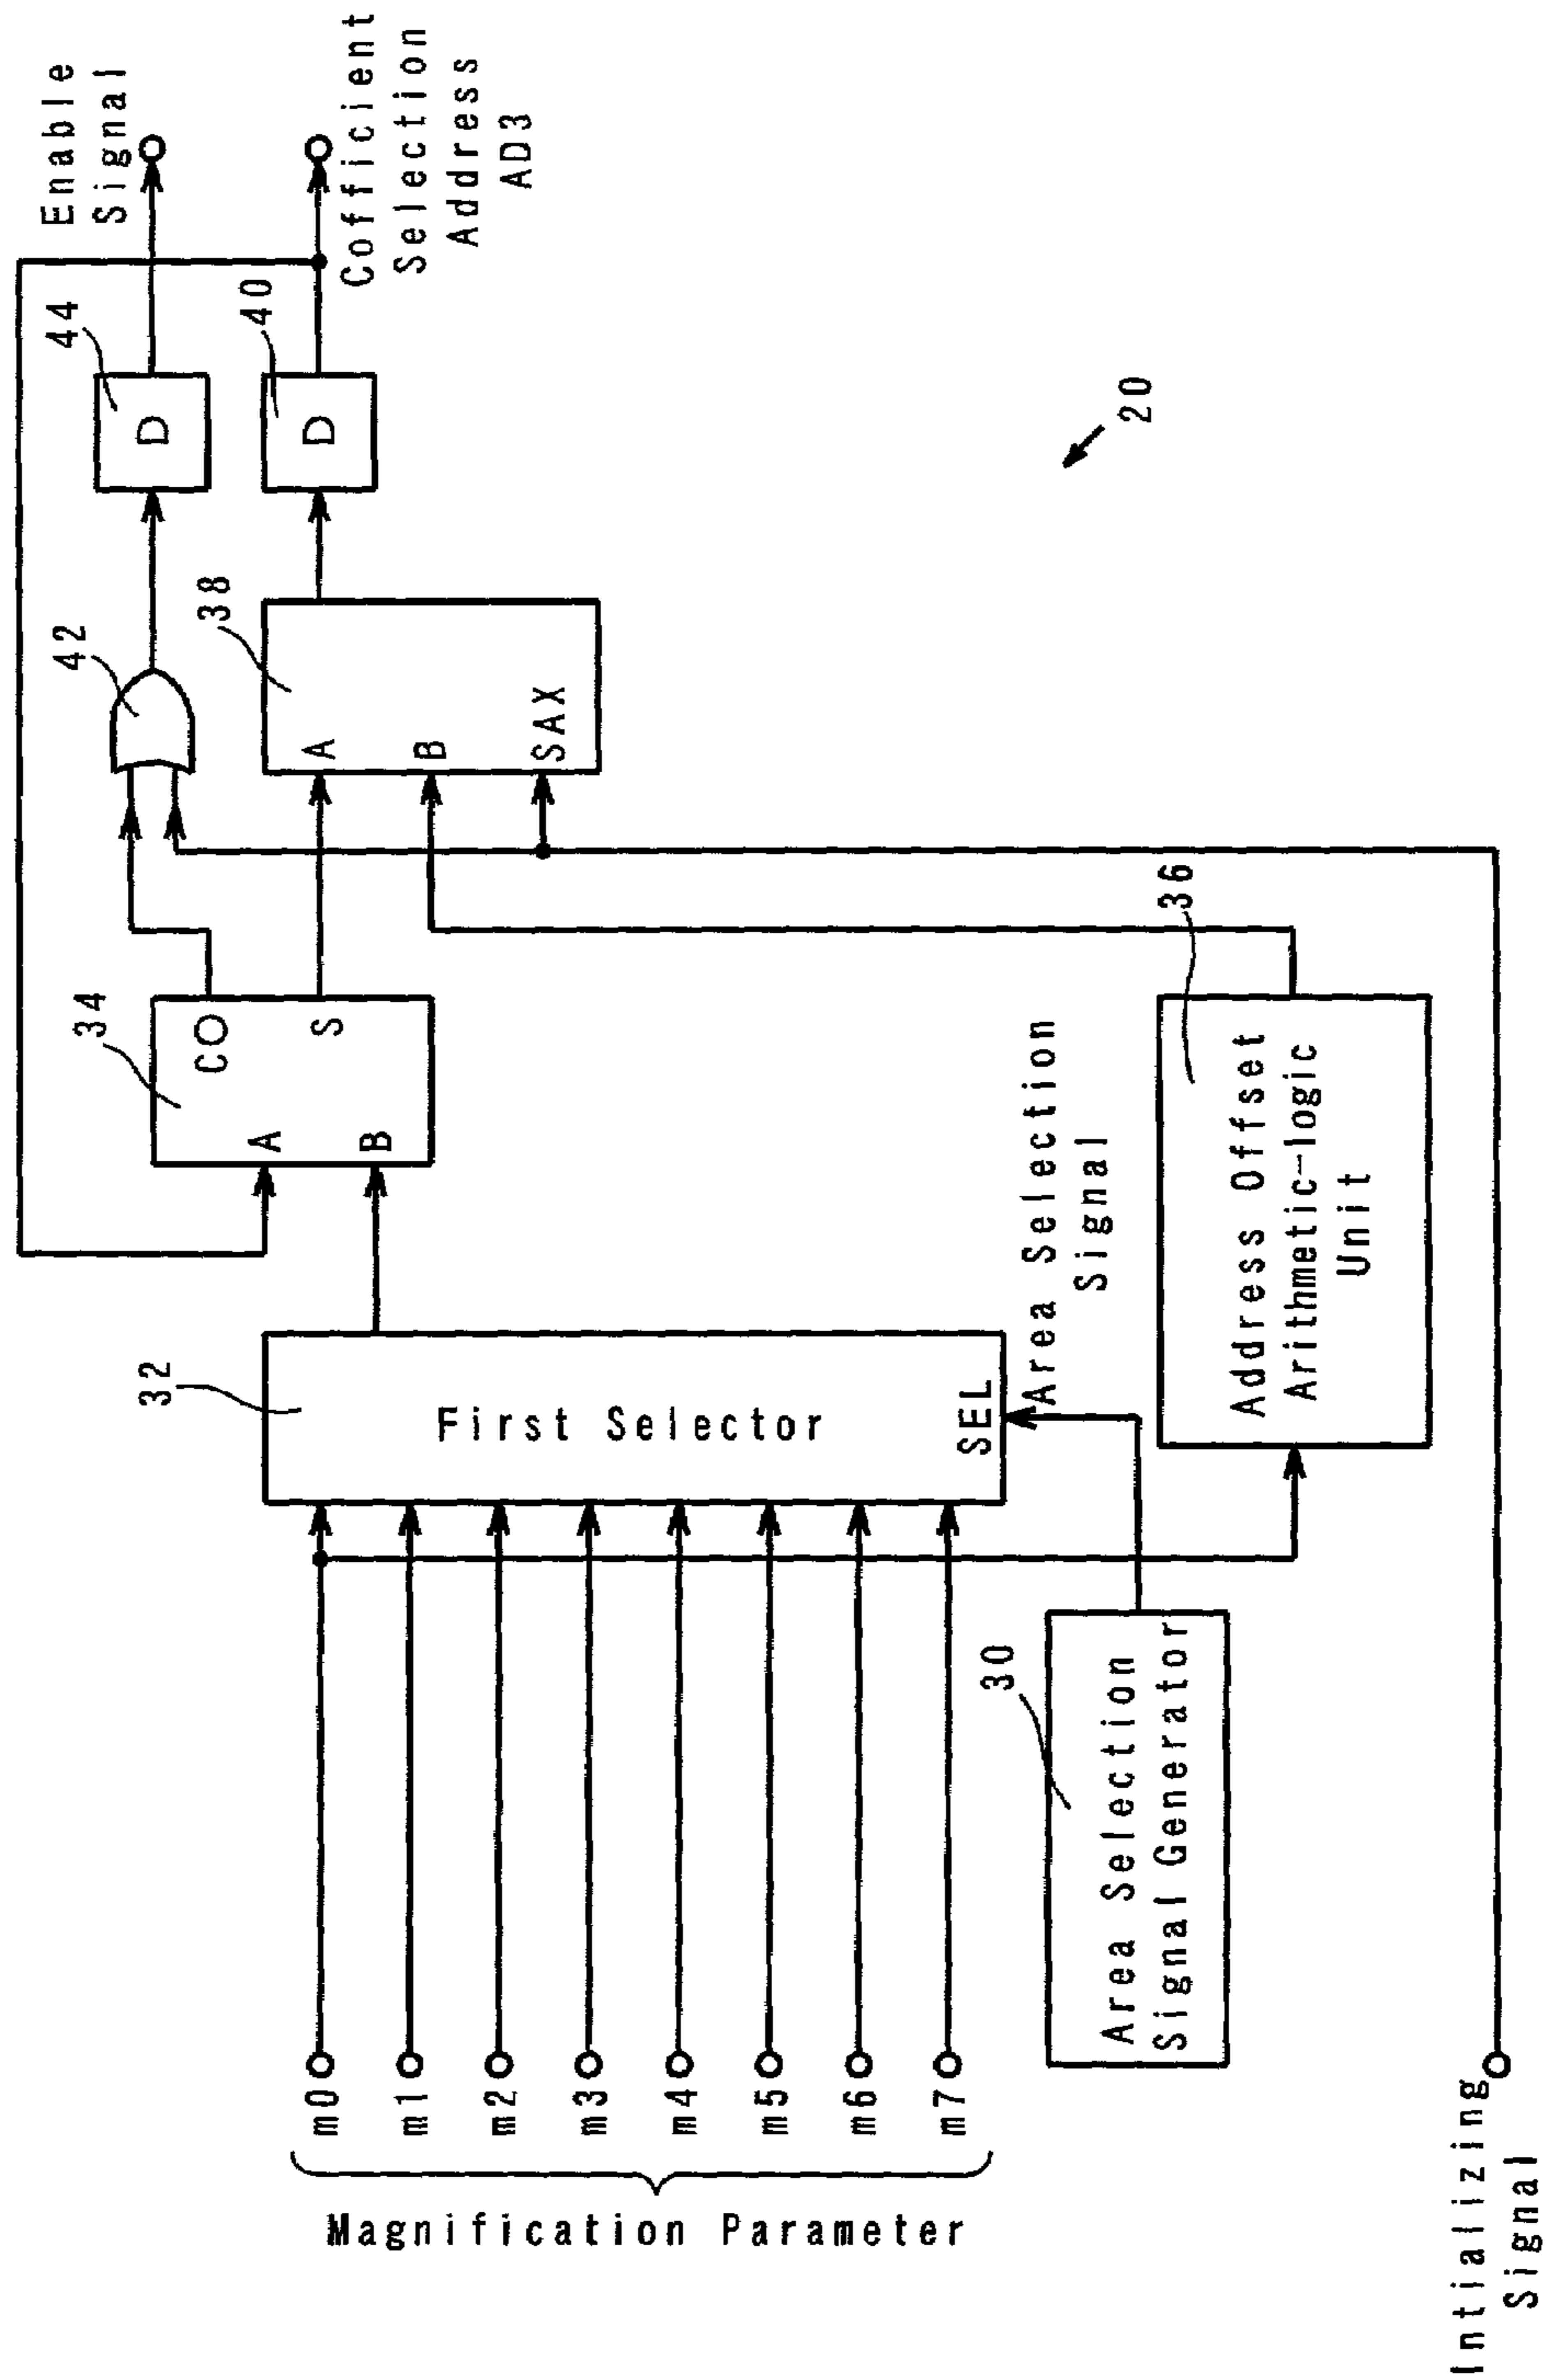 Enable
Signal
Cofficient
Selection
Address
AD3
44
D
40
D
42
38
A
B
SAX
34
CO
S
A
B
36
Address Offset
Arithmetic-logic
Unit
32
First Selector
SEL
Area Selection
Signal
30
Area Selection
Signal Generator
m0
m1
m2
m3
m4
m5
m6
m7
Magnification Parameter
Intializing
Signal
20